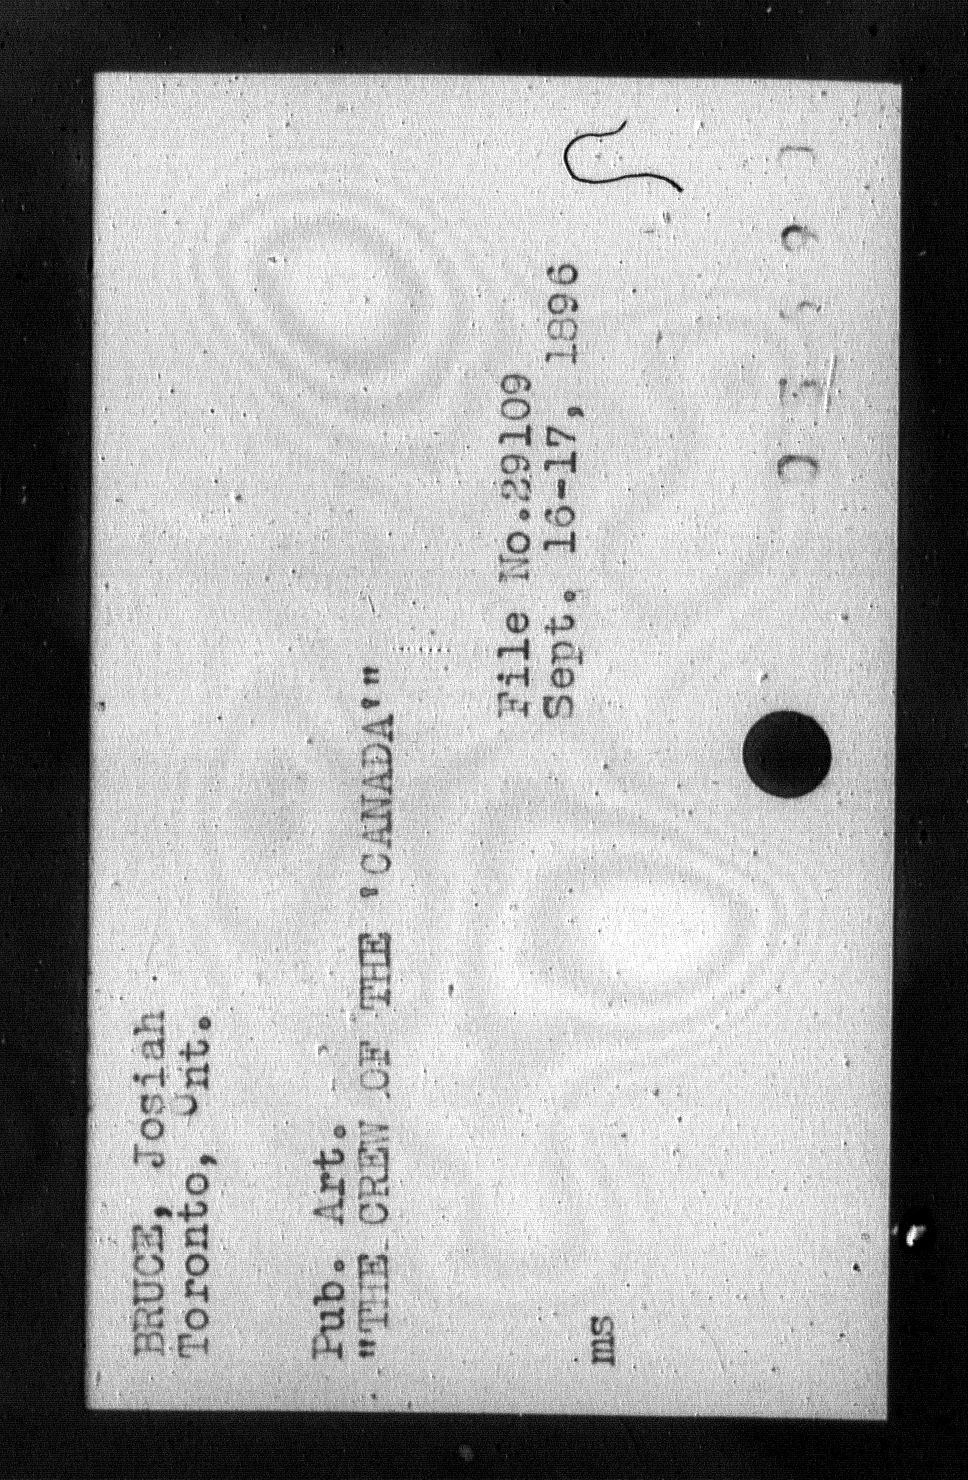 BRUCE, Josiah
Toronto, Ont.
Pub. Art.
"THE CREW OF THE 'CANADA'"
File No.29109
Sept. 16-17, 1896
ms